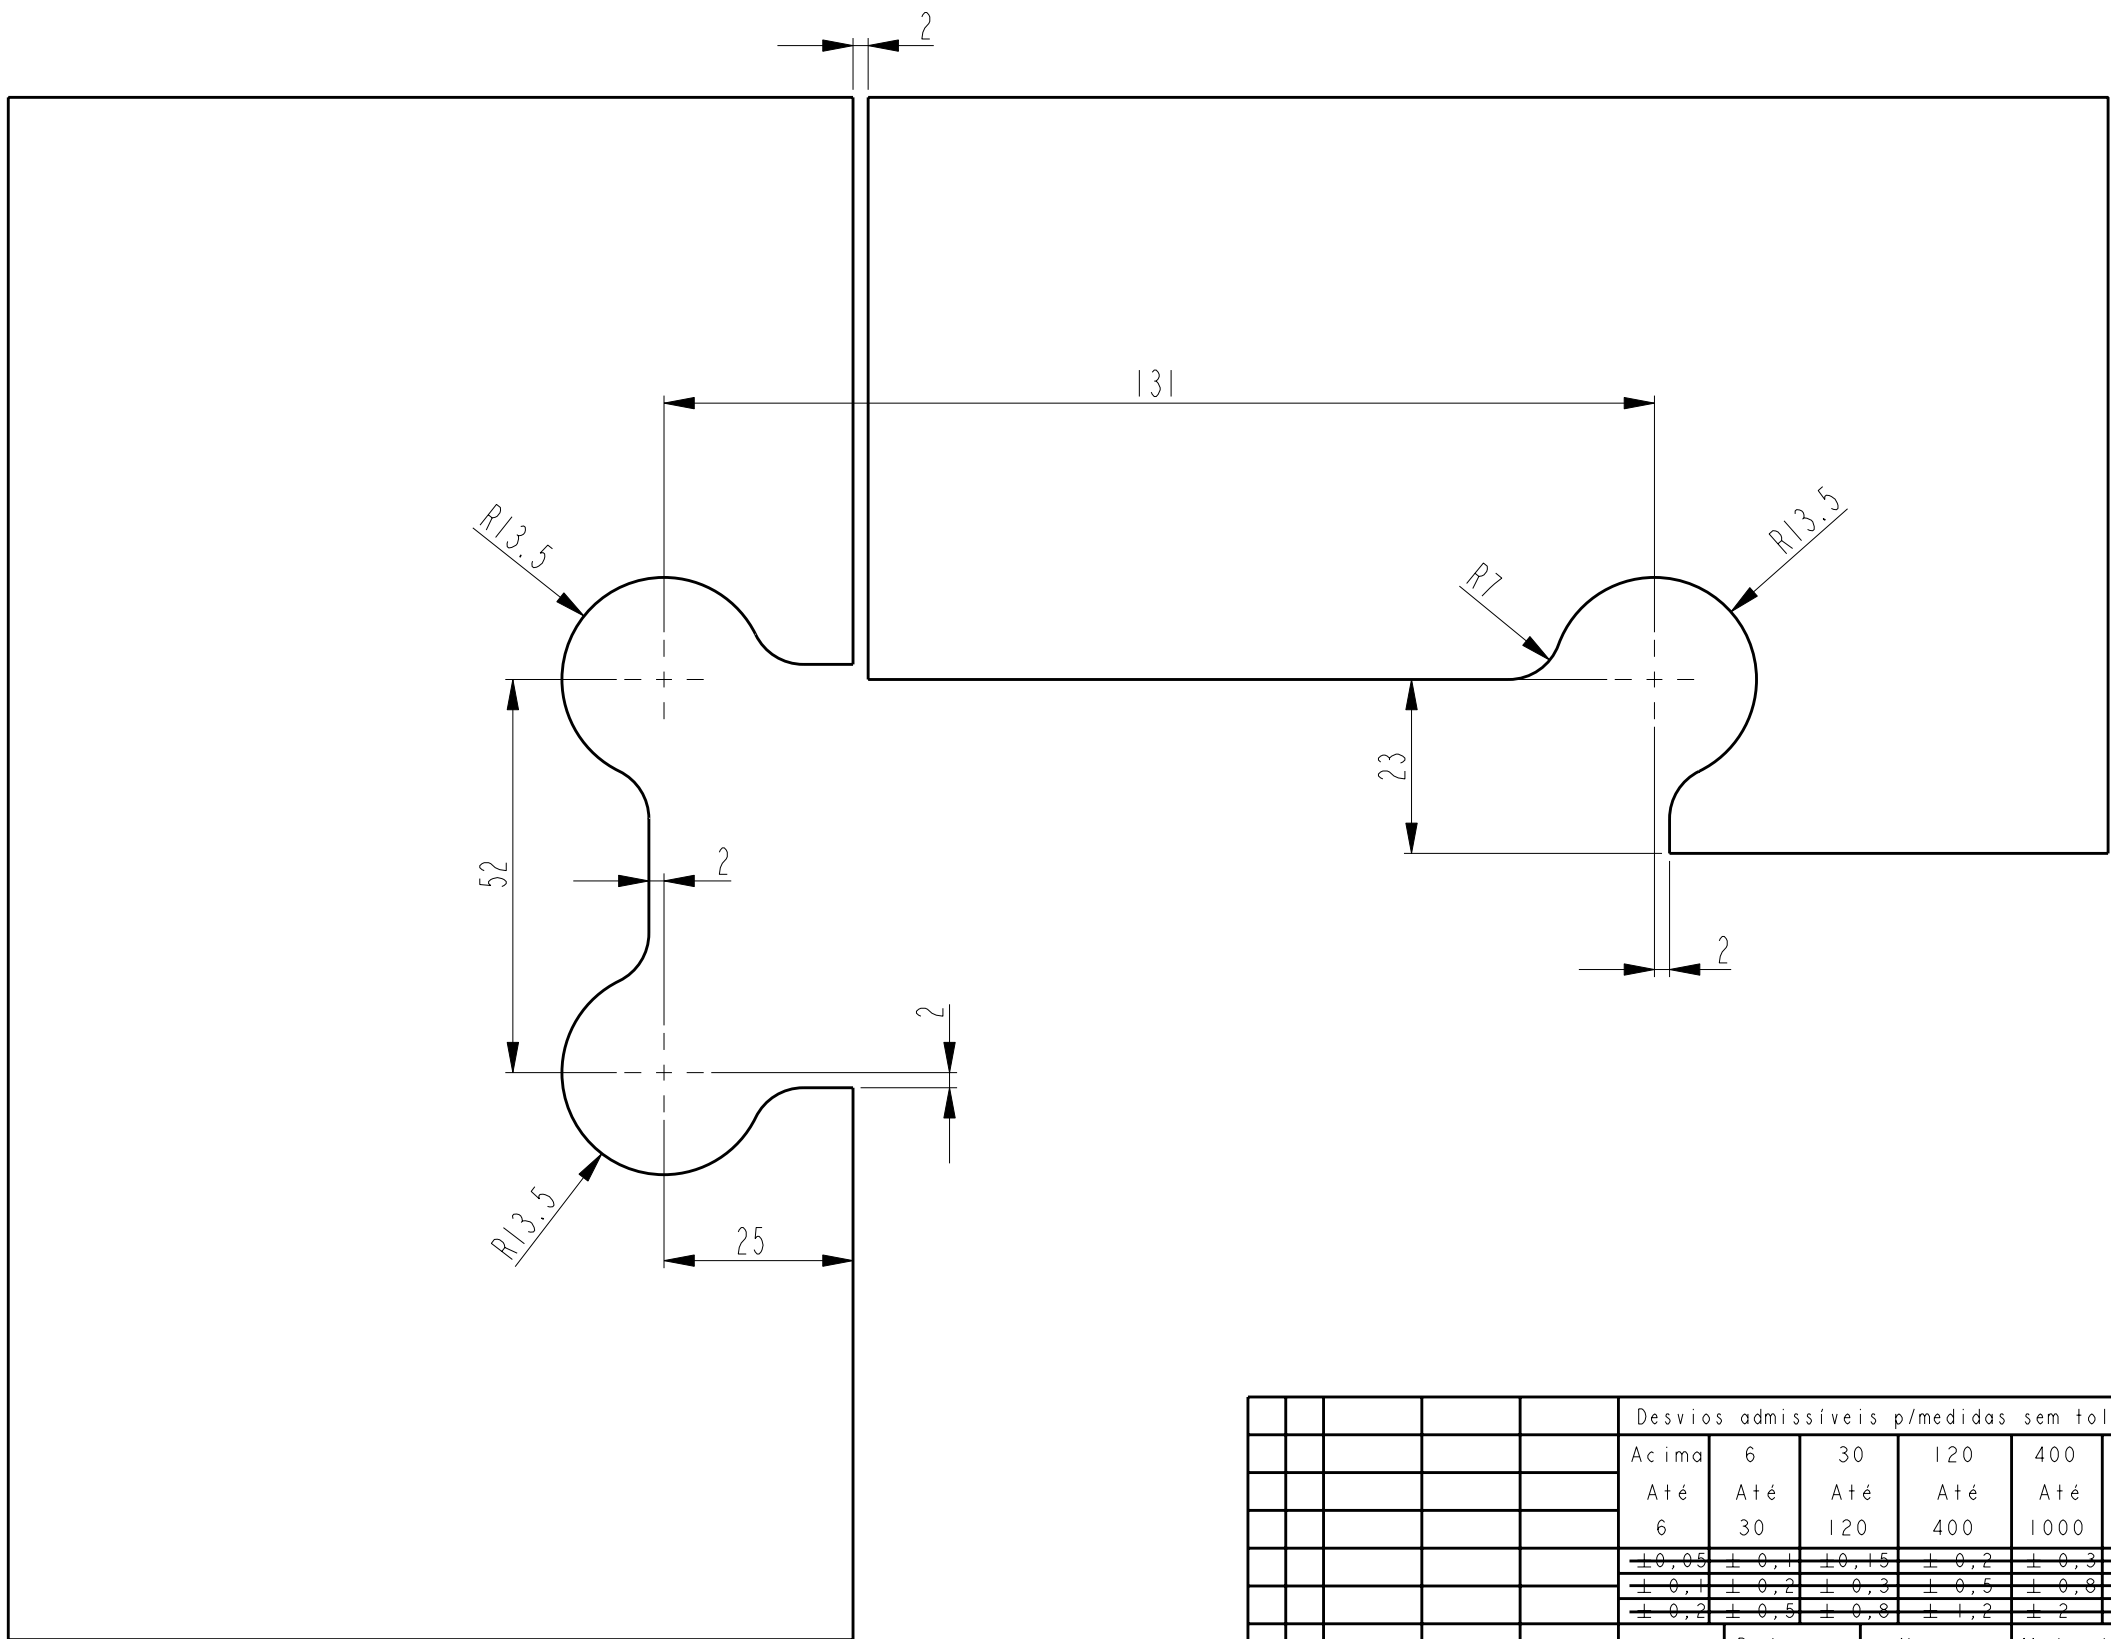 2
131
R13.5
R13.5
R7
23
52
2
2
2
R13.5
25
Desvios admissíveis p/medidas sem tol
Acima 6 30 120 400
Até Até Até Até Até
6 30 120 400 1000
±0,05 ± 0,1 ±0,15 ± 0,2 ± 0,3
± 0,1 ± 0,2 ± 0,3 ± 0,5 ± 0,8
± 0,2 ± 0,5 ± 0,8 ± 1,2 ± 2